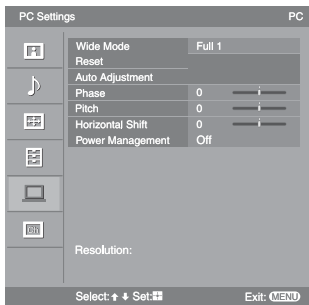 PC Settings PC
Wide Mode Full 1
Reset
Auto Adjustment
Phase 0
Pitch 0
Horizontal Shift 0
Power Management Off
Resolution:
Select: Set: Exit: MENU